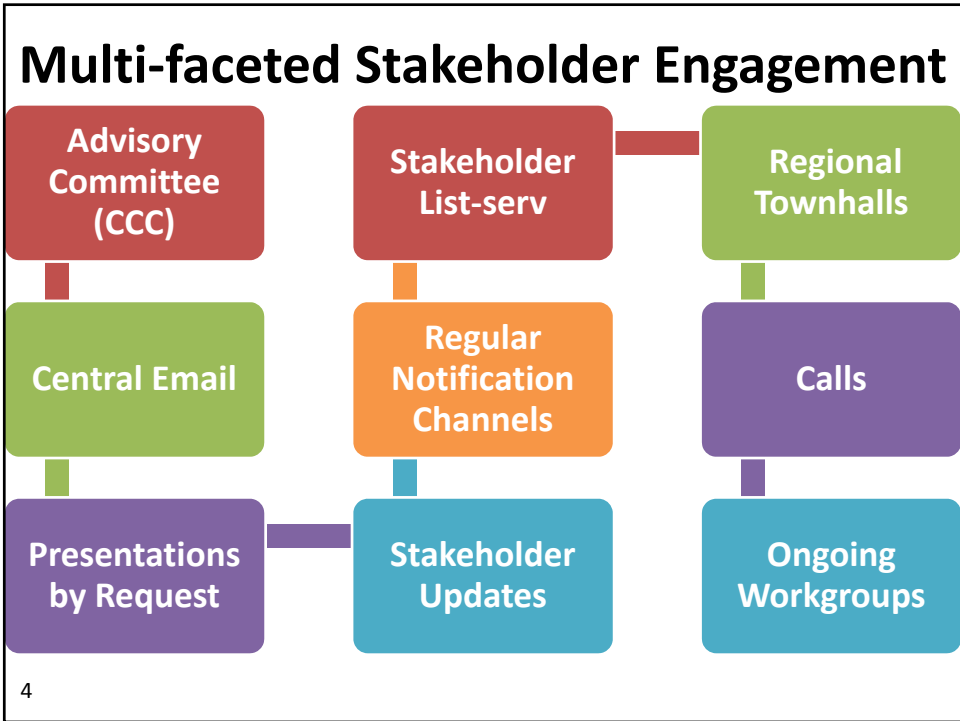 Multi-faceted Stakeholder Engagement
Advisory
Committee
(CCC)
Central Email
Presentations
by Request
Stakeholder
Updates
Regular
Notification
Channels
Stakeholder
List-serv
Regional
Townhalls
Calls
Ongoing
Workgroups
4